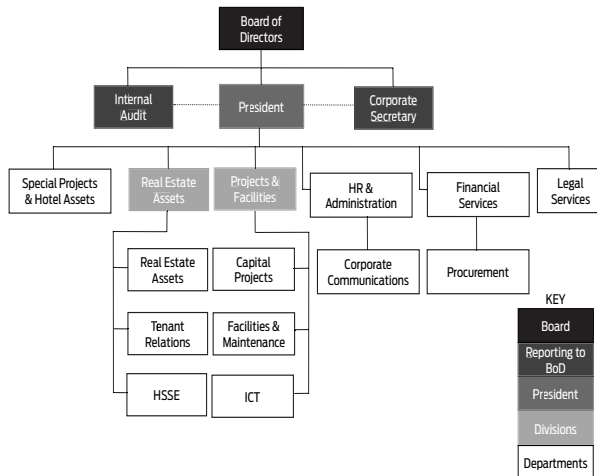 Board of
Directors
Internal
Audit
President
Corporate
Secretary
Special Projects
& Hotel Assets
Real Estate
Assets
Projects &
Facilities
HR &
Administration
Financial
Services
Legal
Services
Real Estate
Assets
Capital
Projects
Corporate
Communications
Procurement
Tenant
Relations
Facilities &
Maintenance
HSSE
ICT
KEY
Board
Reporting to
BoD
President
Divisions
Departments